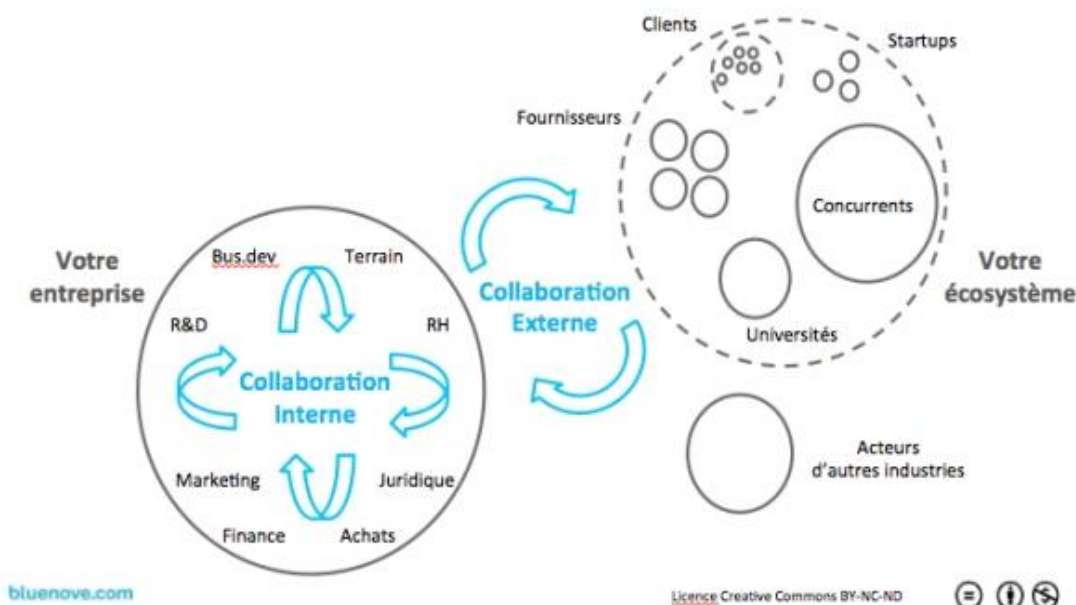 Clients
Startups
Fournisseurs
Concurrents
Votre
entreprise
Bus.dev
Terrain
Collaboration
Externe
Votre
écosystème
R&D
RH
Universités
Collaboration
Interne
Acteurs
d'autres industries
Marketing
Juridique
Finance
Achats
bluenove.com
Licence Creative Commons BY-NC-ND